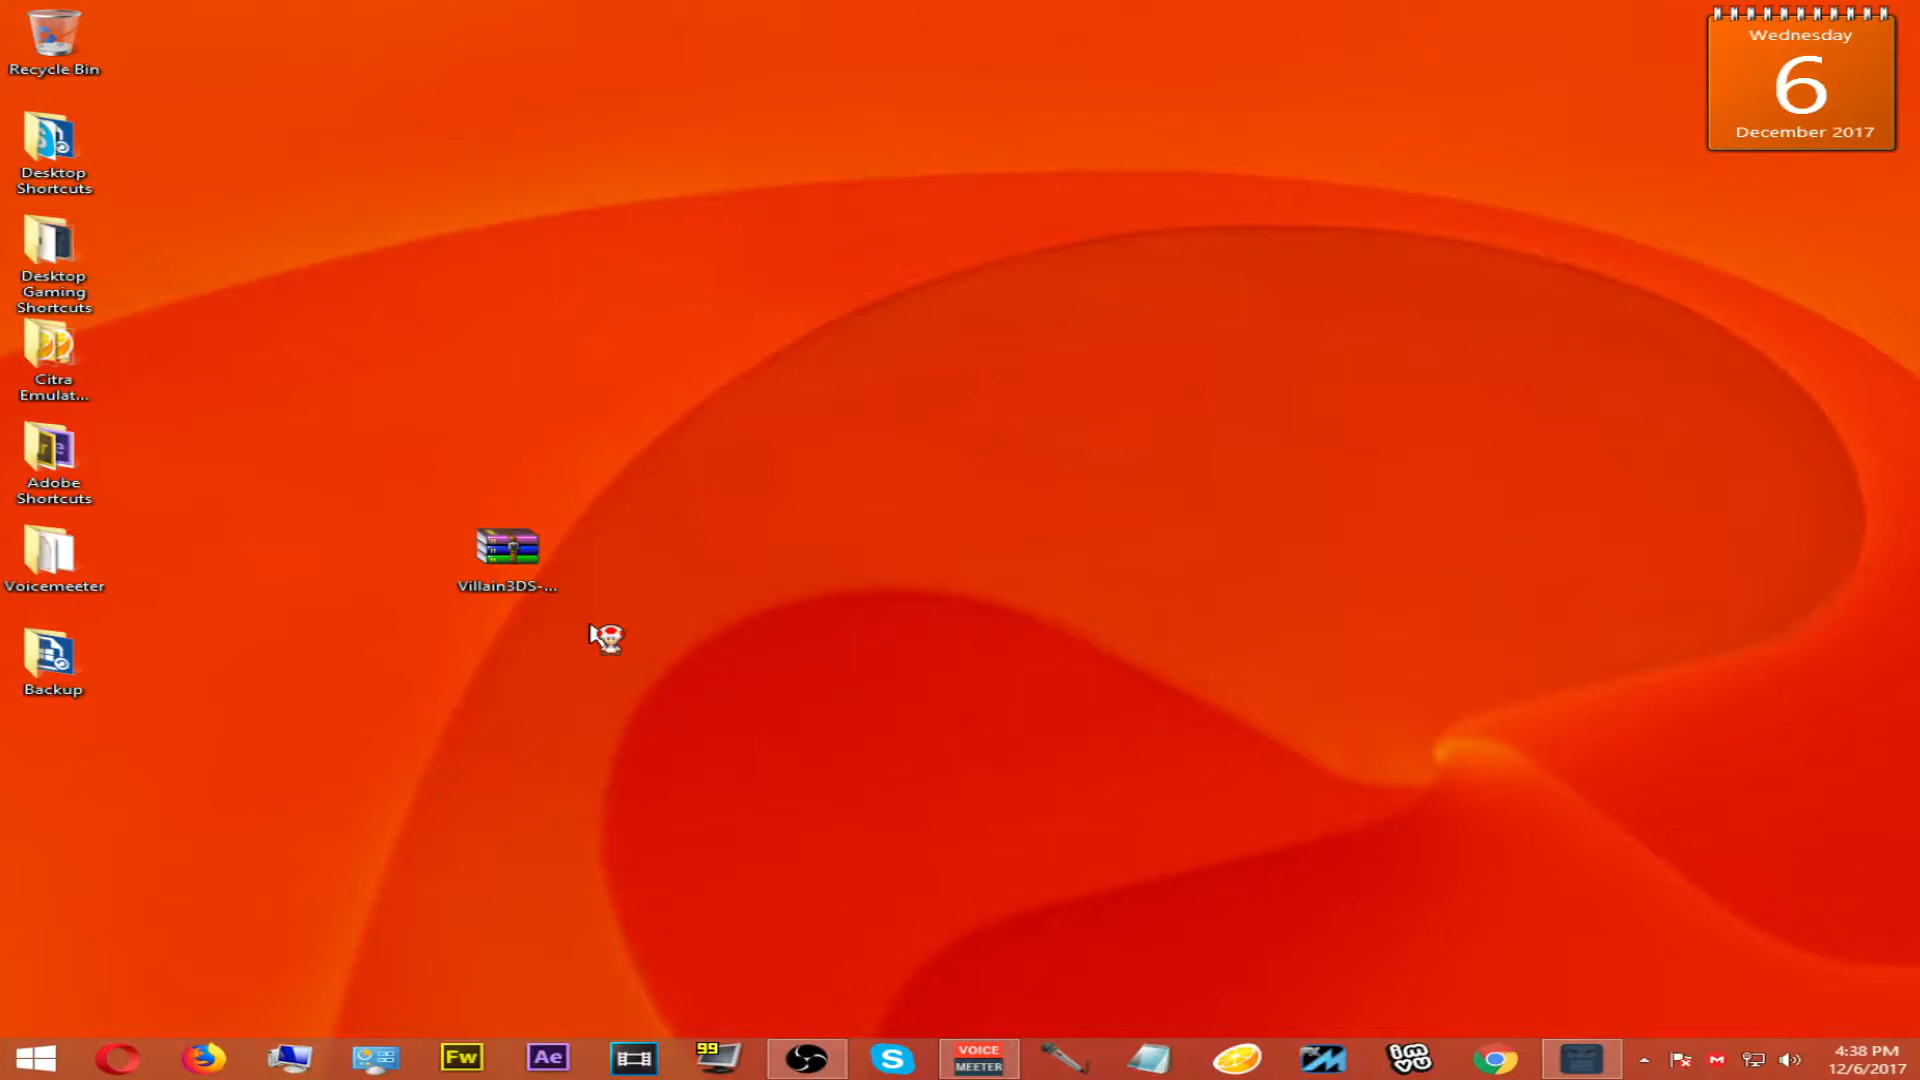 Recycle Bin
Desktop
Shortcuts
Desktop
Gaming
Shortcuts
Citra
Emulat...
Adobe
Shortcuts
Voicemeeter
Backup
Villain3DS-...
Wednesday
6
December 2017
Fw
Ae
99
S
VOICE
MEETER
M
4:38 PM
12/6/2017